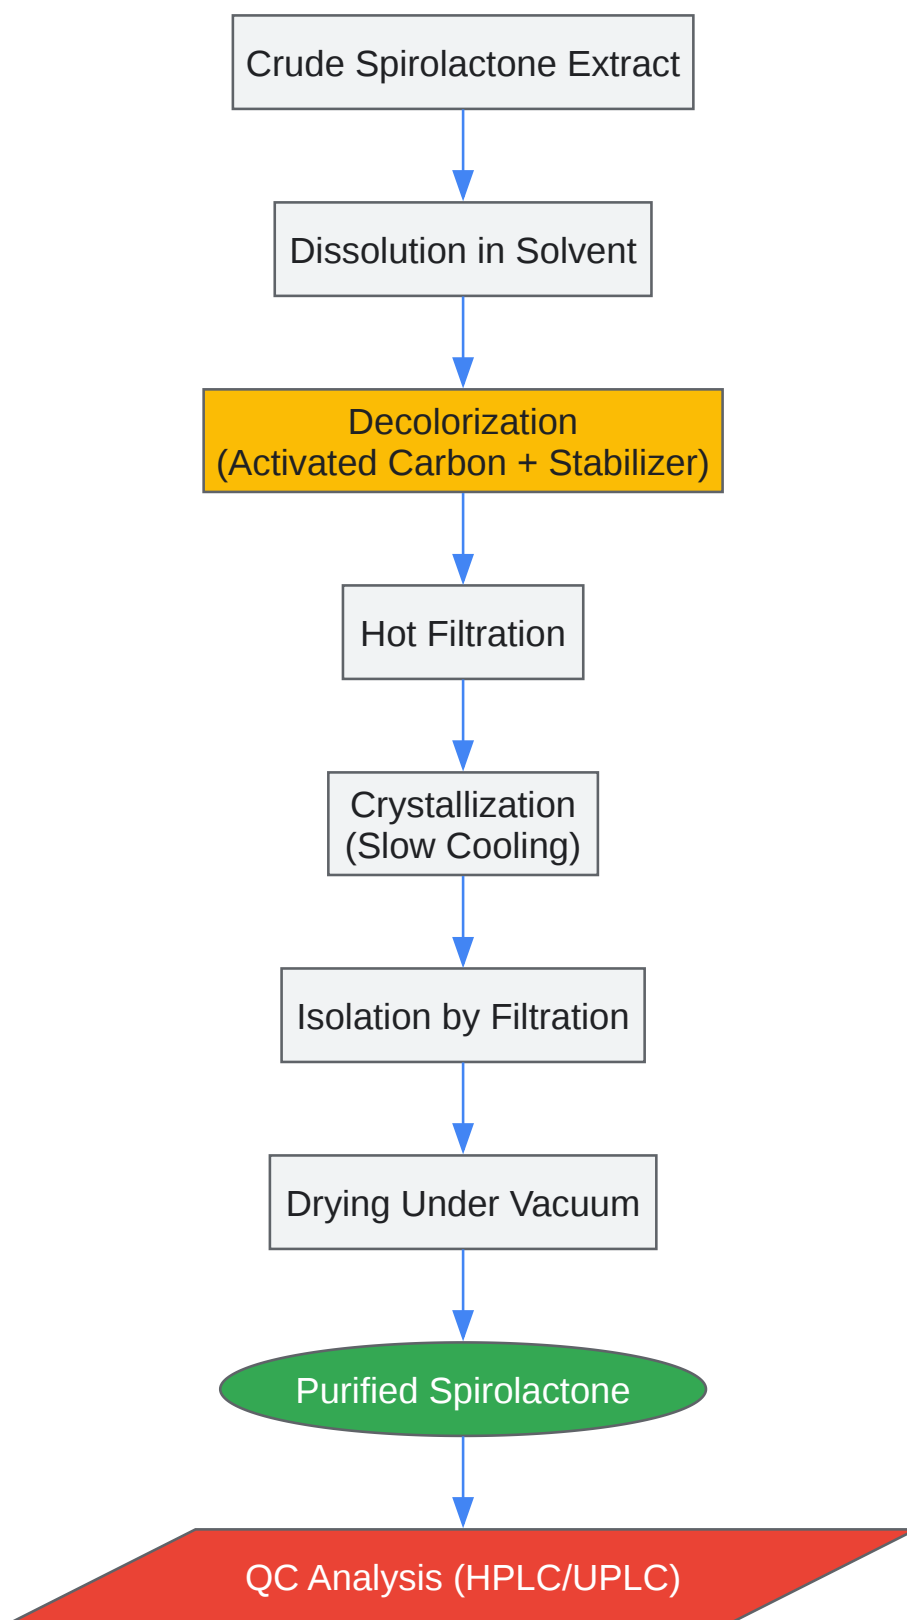 Crude Spirolactone Extract
Dissolution in Solvent
Decolorization
(Activated Carbon + Stabilizer)
Hot Filtration
Crystallization
(Slow Cooling)
Isolation by Filtration
Drying Under Vacuum
Purified Spirolactone
QC Analysis (HPLC/UPLC)